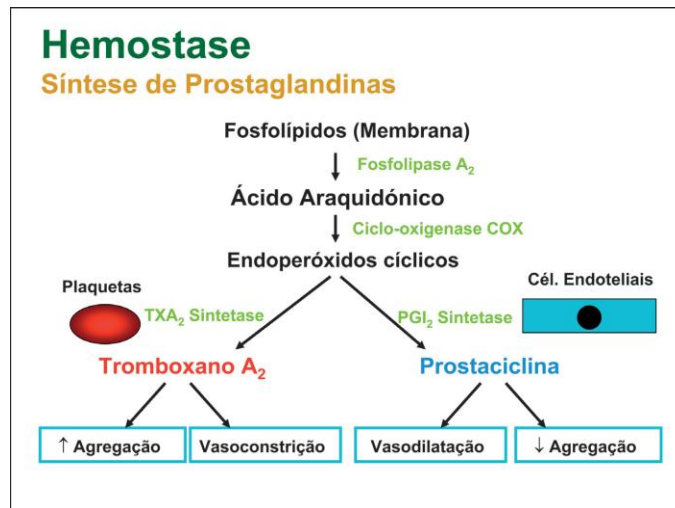 Hemostase
Síntese de Prostaglandinas
Fosfolípidos (Membrana)
Fosfolipase A₂
Ácido Araquidónico
Ciclo-oxigenase COX
Endoperóxidos cíclicos
Plaquetas
Cél. Endoteliais
TXA₂ Sintetase
PGI₂ Sintetase
Tromboxano A₂
Prostaciclina
↑ Agregação
Vasoconstrição
Vasodilatação
↓ Agregação